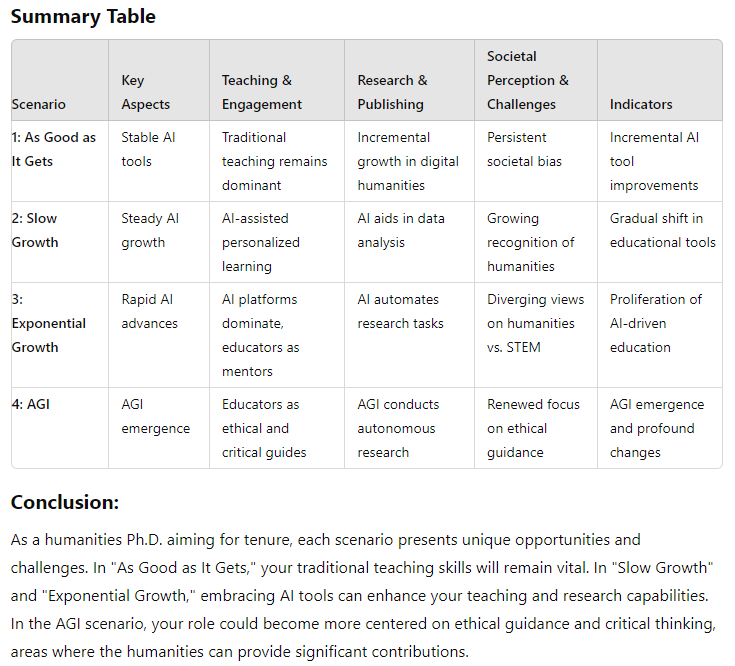 Summary Table
Scenario
Key
Aspects
Teaching &
Engagement
Research &
Publishing
Societal
Perception &
Challenges
Indicators
1: As Good as
It Gets
Stable AI
tools
Traditional
teaching remains
dominant
Incremental
growth in digital
humanities
Persistent
societal bias
Incremental AI
tool
improvements
2: Slow
Growth
Steady AI
growth
AI-assisted
personalized
learning
AI aids in data
analysis
Growing
recognition of
humanities
Gradual shift in
educational tools
3:
Exponential
Growth
Rapid AI
advances
AI platforms
dominate,
educators as
mentors
AI automates
research tasks
Diverging views
on humanities
vs. STEM
Proliferation of
AI-driven
education
4: AGI
AGI
emergence
Educators as
ethical and
critical guides
AGI conducts
autonomous
research
Renewed focus
on ethical
guidance
AGI emergence
and profound
changes
Conclusion:
As a humanities Ph.D. aiming for tenure, each scenario presents unique opportunities and
challenges. In "As Good as It Gets," your traditional teaching skills will remain vital. In "Slow Growth"
and "Exponential Growth," embracing AI tools can enhance your teaching and research capabilities.
In the AGI scenario, your role could become more centered on ethical guidance and critical thinking,
areas where the humanities can provide significant contributions.